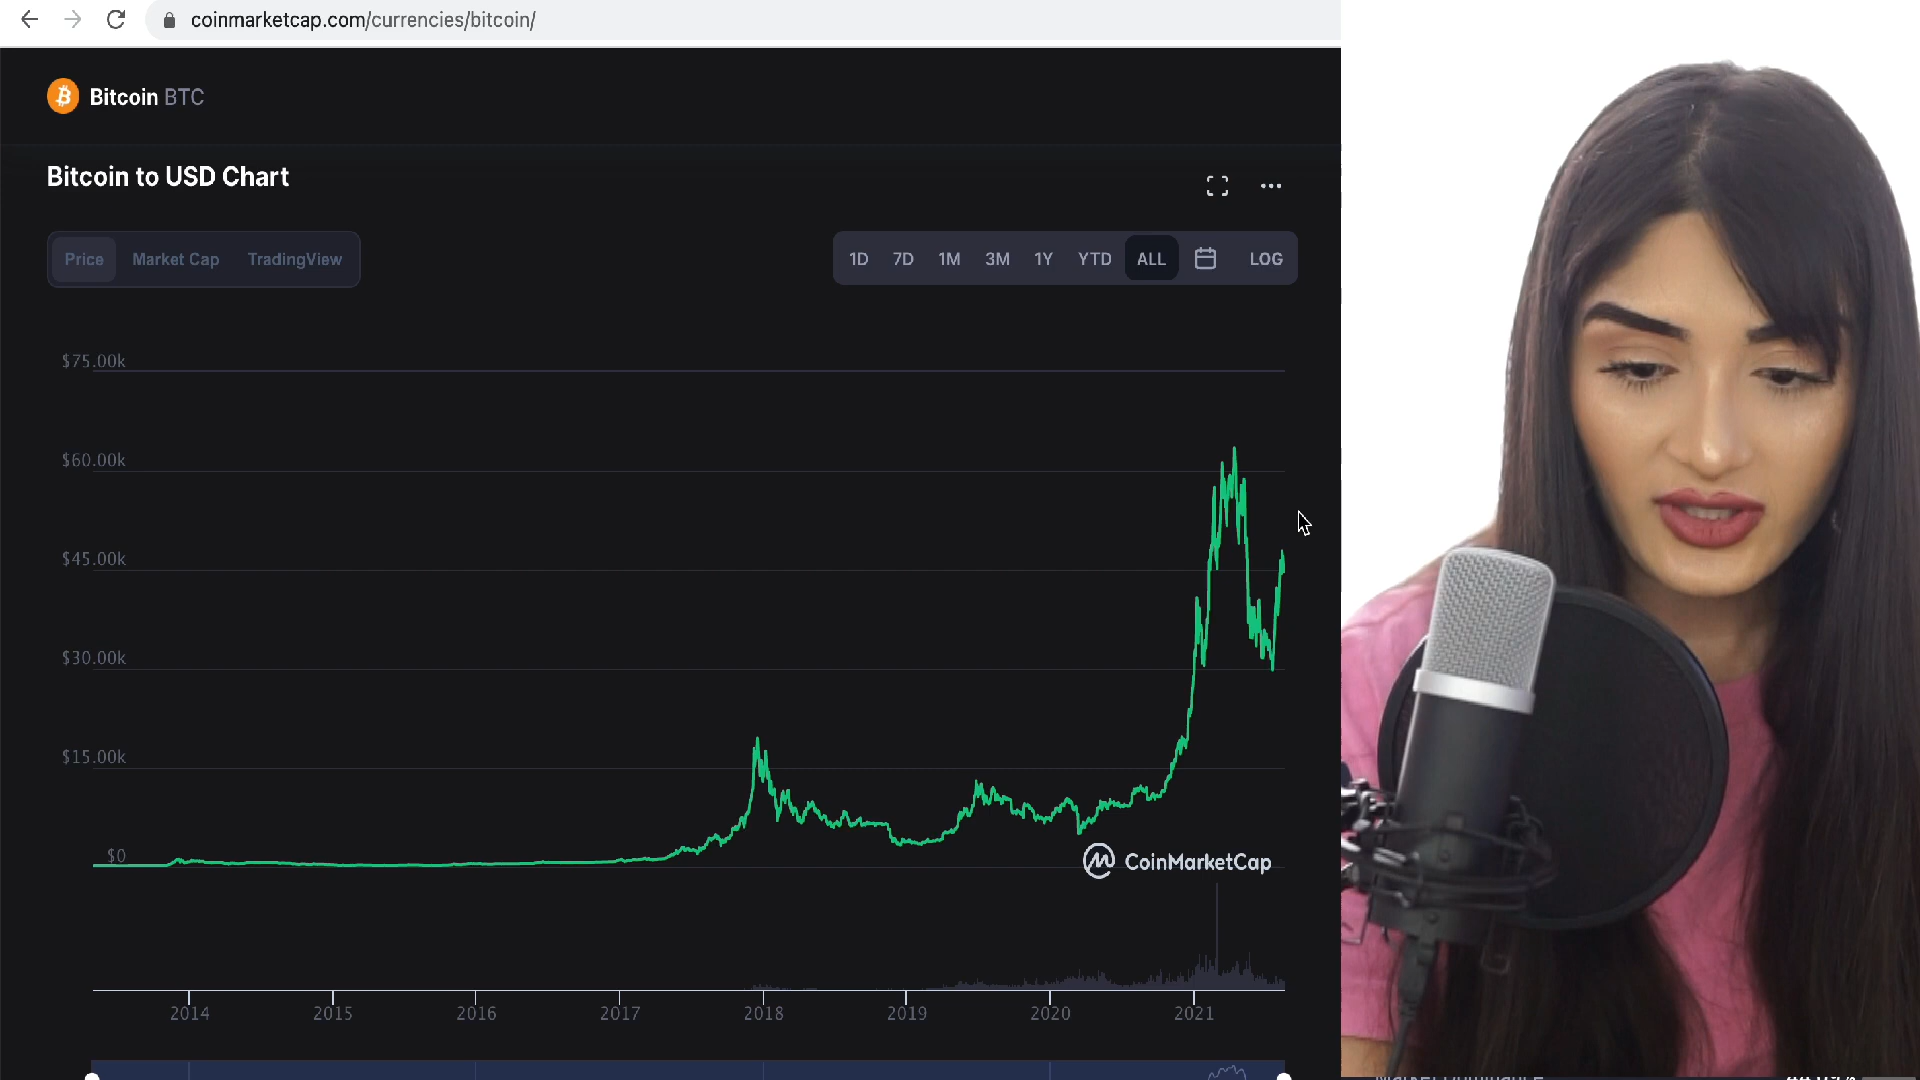 coinmarketcap.com/currencies/bitcoin/
Bitcoin BTC
Bitcoin to USD Chart
Price Market Cap TradingView
1D 7D 1M 3M 1Y YTD ALL LOG
$75.00k
$60.00k
$45.00k
$30.00k
$15.00k
$0
CoinMarketCap
2014 2015 2016 2017 2018 2019 2020 2021